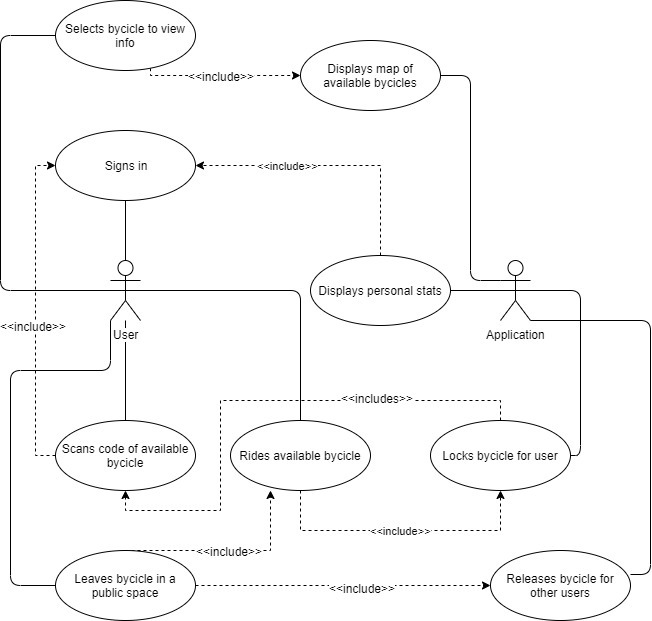 Selects bycicle to view
info
<<include>>
Displays map of
available bycicles
Signs in
<<include>>
Displays personal stats
<<include>>
User
Application
<<includes>>
Scans code of available
bycicle
Rides available bycicle
Locks bycicle for user
<<include>>
<<include>>
Leaves bycicle in a
public space
<<include>>
Releases bycicle for
other users